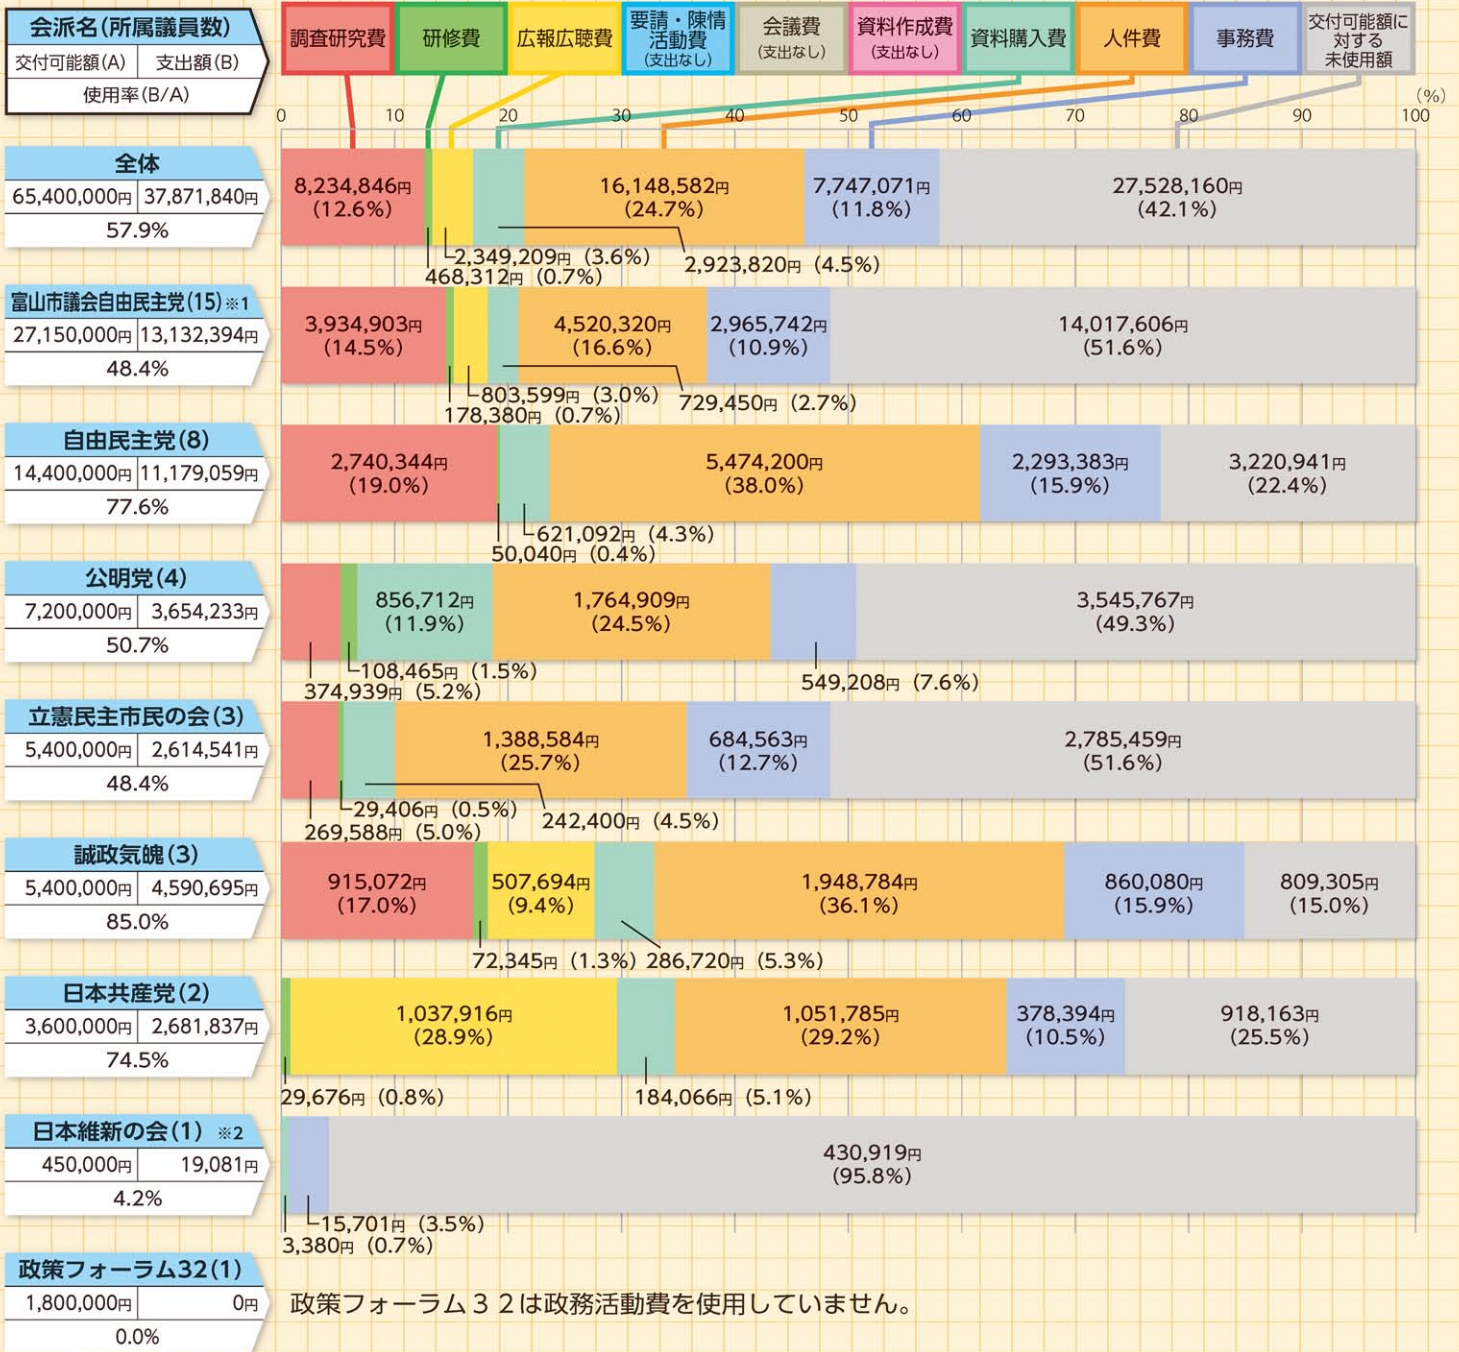 会派名(所属議員数)
交付可能額(A) 支出額(B)
使用率(B/A)
調査研究費
研修費
広報広聴費
要請・陳情
活動費
(支出なし)
会議費
(支出なし)
資料作成費
(支出なし)
資料購入費
人件費
事務費
交付可能額に
対する
未使用額
(%)
0 10 20 30 40 50 60 70 80 90 100
全体
65,400,000円 37,871,840円
57.9%
8,234,846円
(12.6%)
16,148,582円
(24.7%)
7,747,071円
(11.8%)
27,528,160円
(42.1%)
2,349,209円 (3.6%)
468,312円 (0.7%)
2,923,820円 (4.5%)
富山市議会自由民主党(15)※1
27,150,000円 13,132,394円
48.4%
3,934,903円
(14.5%)
4,520,320円
(16.6%)
2,965,742円
(10.9%)
14,017,606円
(51.6%)
803,599円 (3.0%)
178,380円 (0.7%)
729,450円 (2.7%)
自由民主党(8)
14,400,000円 11,179,059円
77.6%
2,740,344円
(19.0%)
5,474,200円
(38.0%)
2,293,383円
(15.9%)
3,220,941円
(22.4%)
621,092円 (4.3%)
50,040円 (0.4%)
公明党(4)
7,200,000円 3,654,233円
50.7%
856,712円
(11.9%)
1,764,909円
(24.5%)
3,545,767円
(49.3%)
108,465円 (1.5%)
374,939円 (5.2%)
549,208円 (7.6%)
立憲民主市民の会(3)
5,400,000円 2,614,541円
48.4%
1,388,584円
(25.7%)
684,563円
(12.7%)
2,785,459円
(51.6%)
29,406円 (0.5%)
269,588円 (5.0%)
242,400円 (4.5%)
誠政気魄(3)
5,400,000円 4,590,695円
85.0%
915,072円
(17.0%)
507,694円
(9.4%)
1,948,784円
(36.1%)
860,080円
(15.9%)
809,305円
(15.0%)
72,345円 (1.3%) 286,720円 (5.3%)
日本共産党(2)
3,600,000円 2,681,837円
74.5%
1,037,916円
(28.9%)
1,051,785円
(29.2%)
378,394円
(10.5%)
918,163円
(25.5%)
29,676円 (0.8%)
184,066円 (5.1%)
日本維新の会(1) ※2
450,000円 19,081円
4.2%
430,919円
(95.8%)
15,701円 (3.5%)
3,380円 (0.7%)
政策フォーラム32(1)
1,800,000円 0円
0.0%
政策フォーラム３２は政務活動費を使用していません。